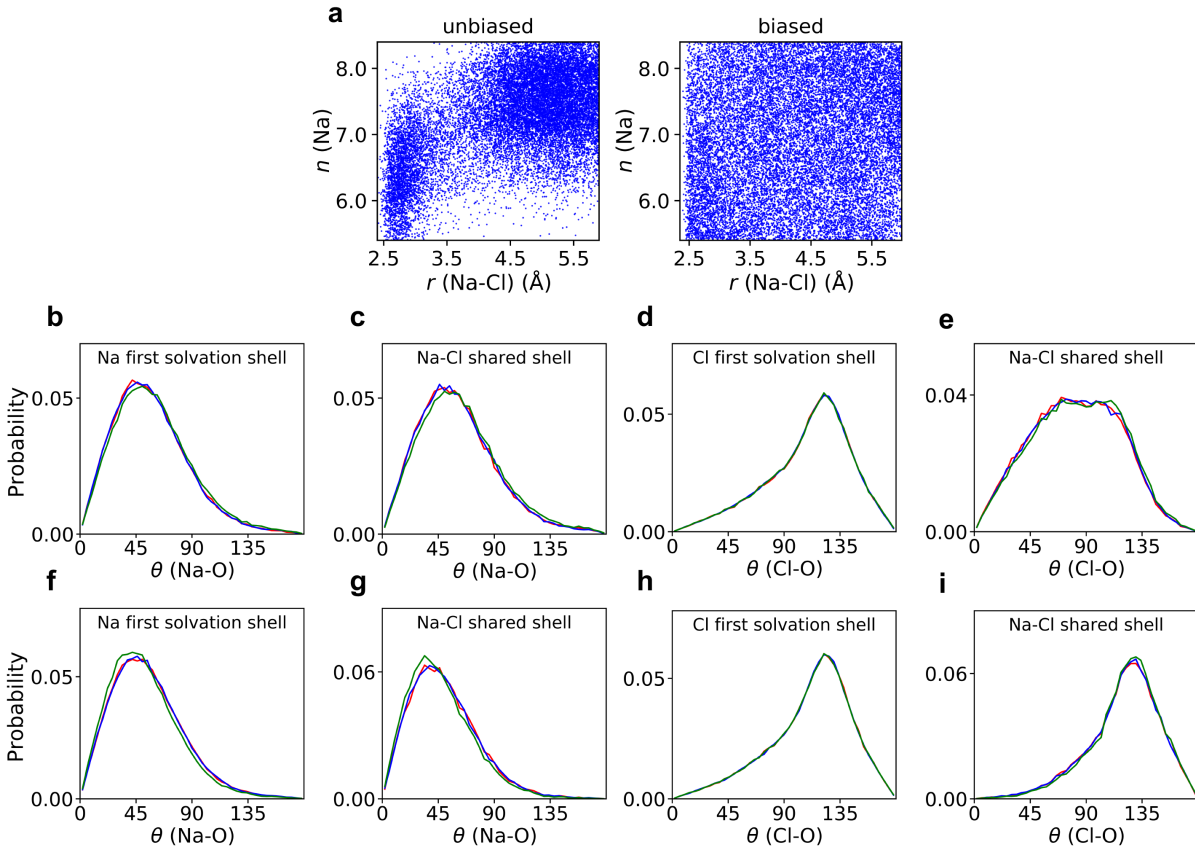 a
unbiased
biased
8.0
7.0
6.0
n (Na)
2.5
3.5
4.5
5.5
r (Na-Cl) (Å)
8.0
7.0
6.0
n (Na)
2.5
3.5
4.5
5.5
r (Na-Cl) (Å)
b
Na first solvation shell
Probability
0.05
0.00
0
45
90
135
θ (Na-O)
c
Na-Cl shared shell
0.05
0.00
0
45
90
135
θ (Na-O)
d
Cl first solvation shell
0.05
0.00
0
45
90
135
θ (Cl-O)
e
Na-Cl shared shell
0.04
0.00
0
45
90
135
θ (Cl-O)
f
Na first solvation shell
Probability
0.05
0.00
0
45
90
135
θ (Na-O)
g
Na-Cl shared shell
0.06
0.00
0
45
90
135
θ (Na-O)
h
Cl first solvation shell
0.05
0.00
0
45
90
135
θ (Cl-O)
i
Na-Cl shared shell
0.06
0.00
0
45
90
135
θ (Cl-O)